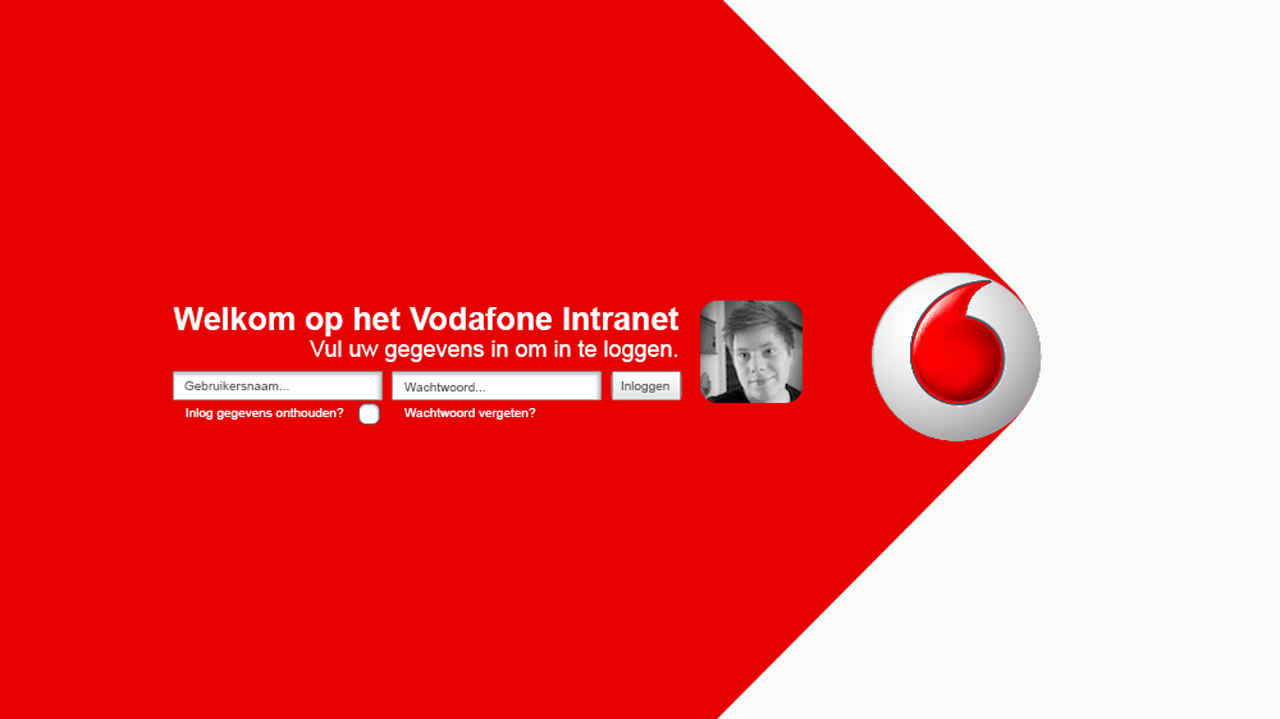 Welkom op het Vodafone Intranet
Vul uw gegevens in om in te loggen.
Gebruikersnaam... Wachtwoord... Inloggen
Inlog gegevens onthouden? Wachtwoord vergeten?